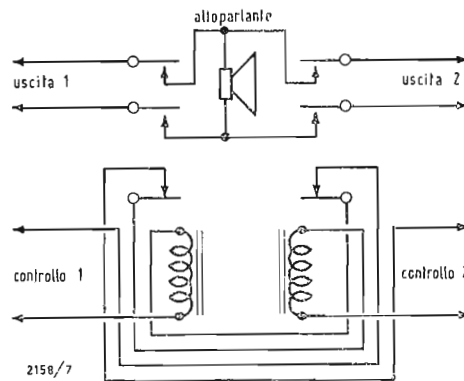 altoparlante
uscita 1
uscita 2
controllo 1
controllo 2
2158/7